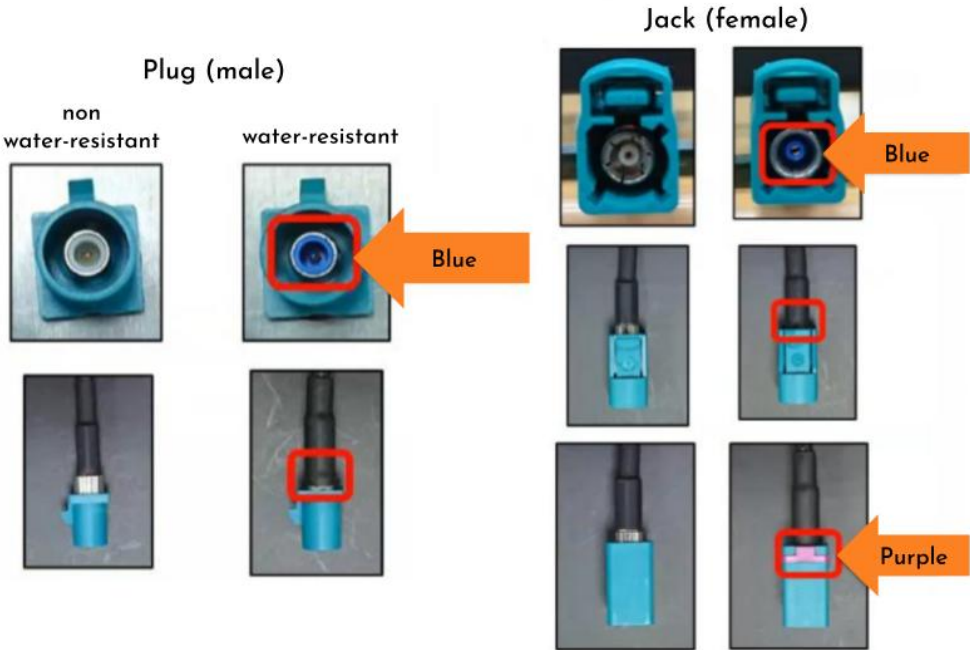 Jack (female)
Plug (male)
non
water-resistant
water-resistant
Blue
Blue
Purple